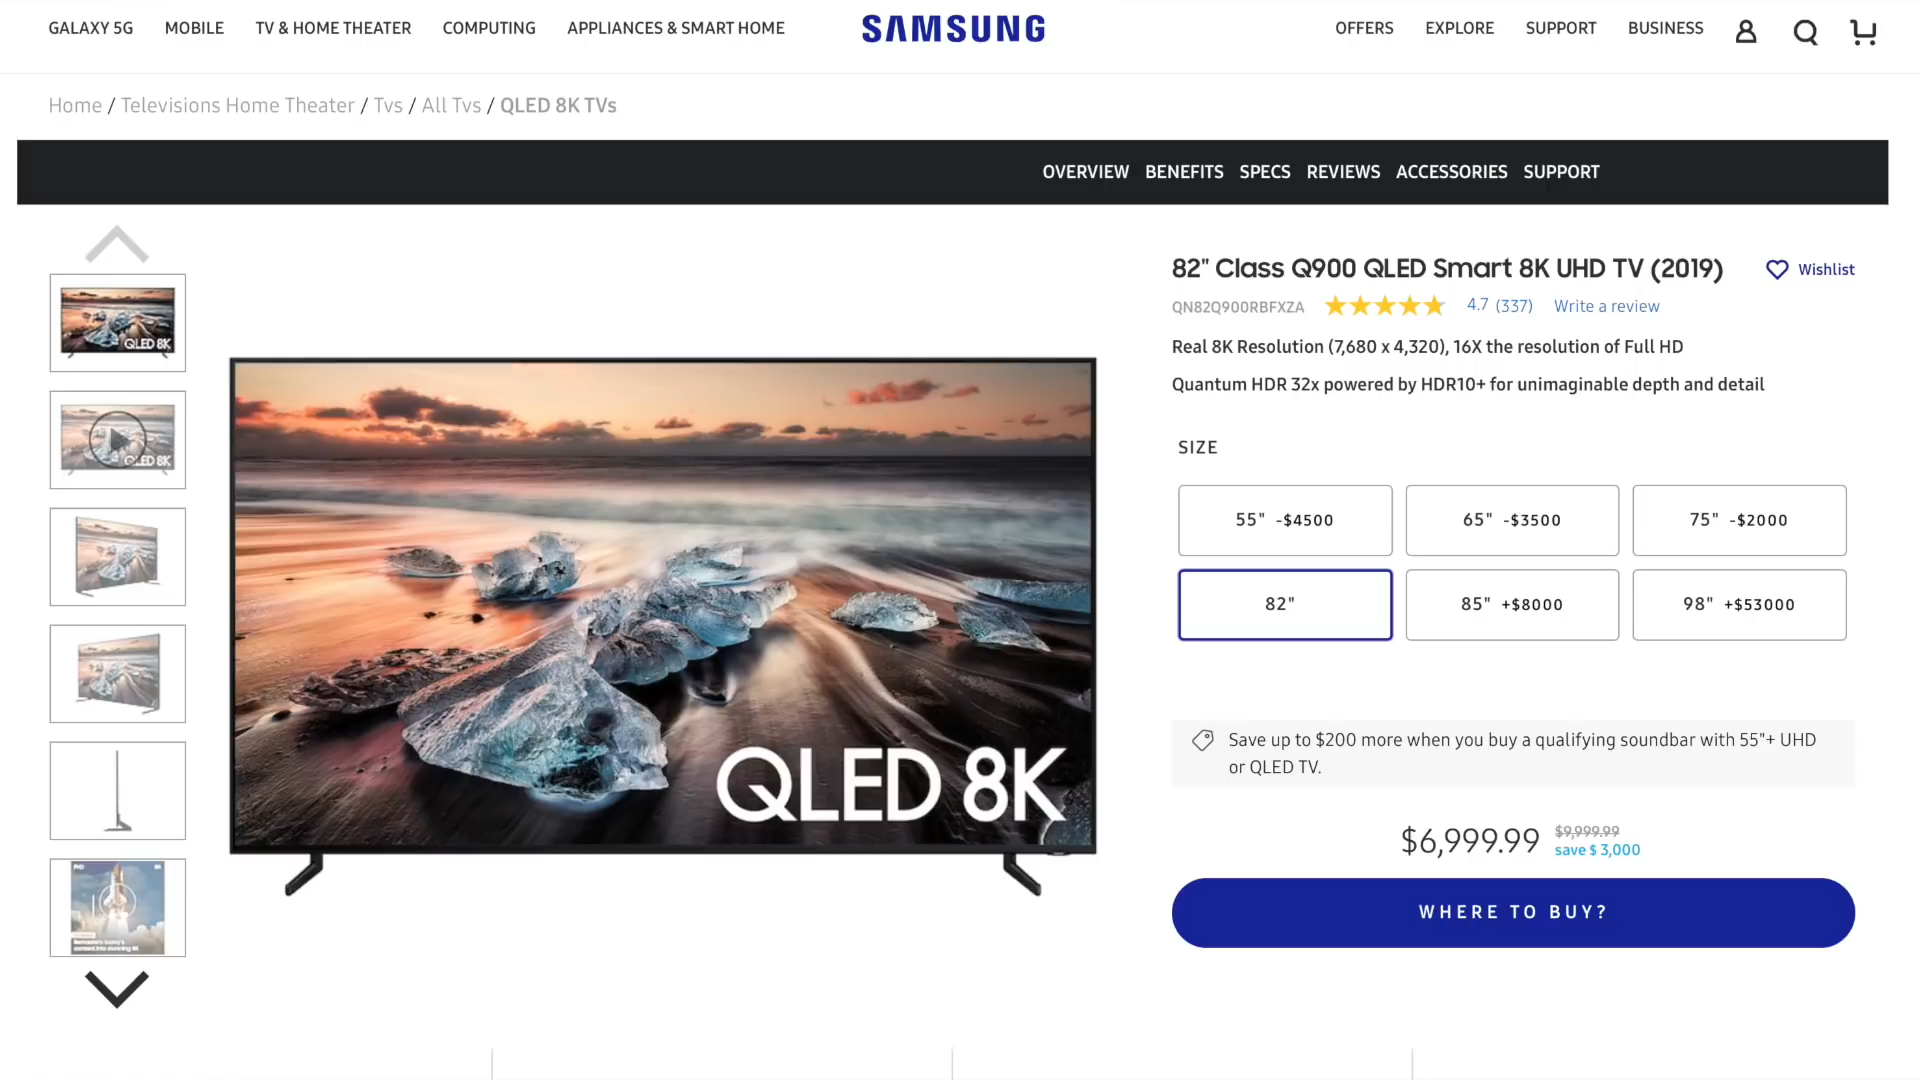 GALAXY 5G MOBILE TV & HOME THEATER COMPUTING APPLIANCES & SMART HOME SAMSUNG OFFERS EXPLORE SUPPORT BUSINESS
Home / Televisions Home Theater / Tvs / All Tvs / QLED 8K TVs
OVERVIEW BENEFITS SPECS REVIEWS ACCESSORIES SUPPORT
QLED 8K
QLED 8K
QLED 8K
82" Class Q900 QLED Smart 8K UHD TV (2019) Wishlist
QN82Q900RBFXZA 4.7 (337) Write a review
Real 8K Resolution (7,680 x 4,320), 16X the resolution of Full HD
Quantum HDR 32x powered by HDR10+ for unimaginable depth and detail
SIZE
55" -$4500 65" -$3500 75" -$2000
82" 85" +$8000 98" +$53000
Save up to $200 more when you buy a qualifying soundbar with 55"+ UHD
or QLED TV.
$6,999.99 $9,999.99
save $ 3,000
WHERE TO BUY?